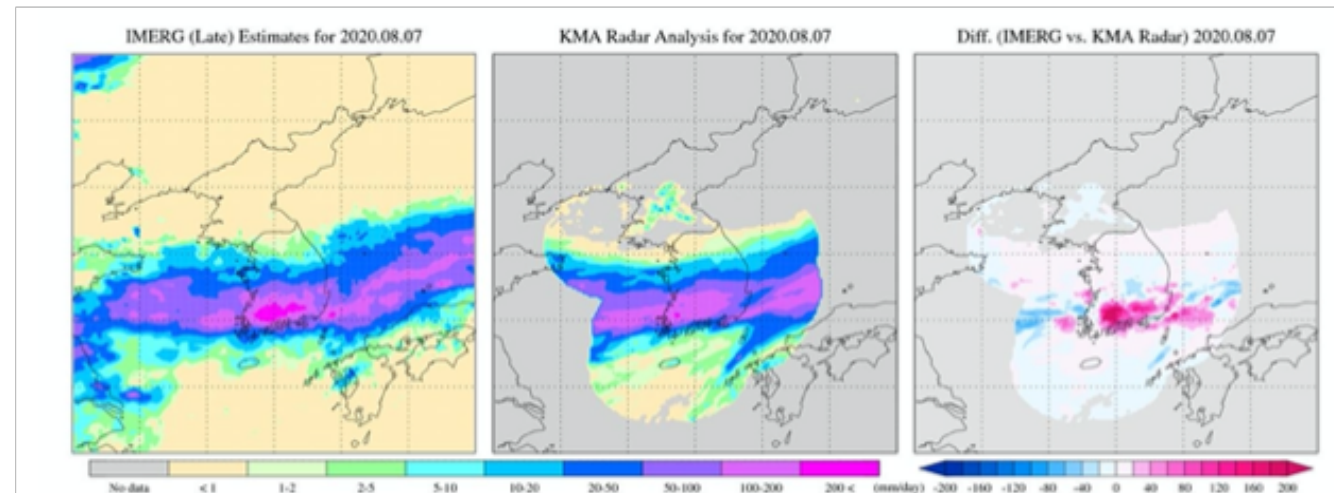 IMERG (Late) Estimates for 2020.08.07
KMA Radar Analysis for 2020.08.07
Diff. (IMERG vs. KMA Radar) 2020.08.07
No data < 1 1-2 2-5 5-10 10-20 20-50 50-100 100-200 200 < (mm/day)
-200 -160 -120 -80 -40 0 40 80 120 160 200